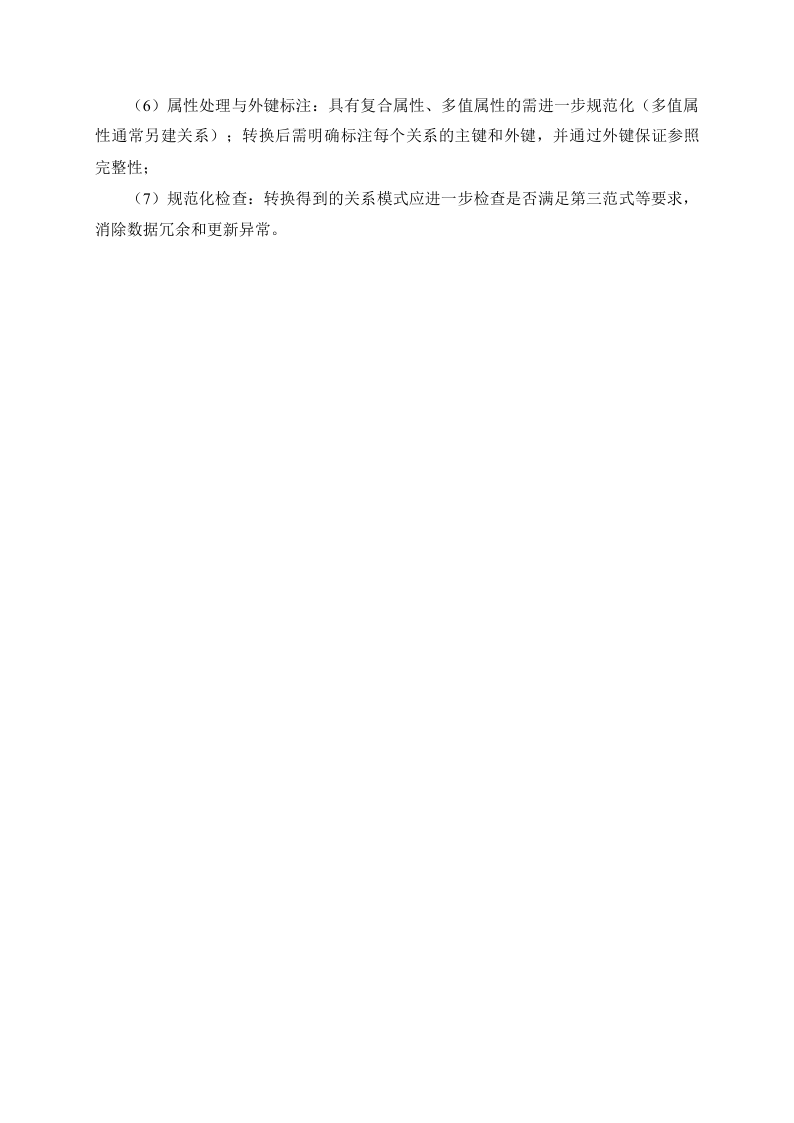 （6）属性处理与外键标注：具有复合属性、多值属性的需进一步规范化（多值属
性通常另建关系）；转换后需明确标注每个关系的主键和外键，并通过外键保证参照
完整性；
（7）规范化检查：转换得到的关系模式应进一步检查是否满足第三范式等要求，
消除数据冗余和更新异常。